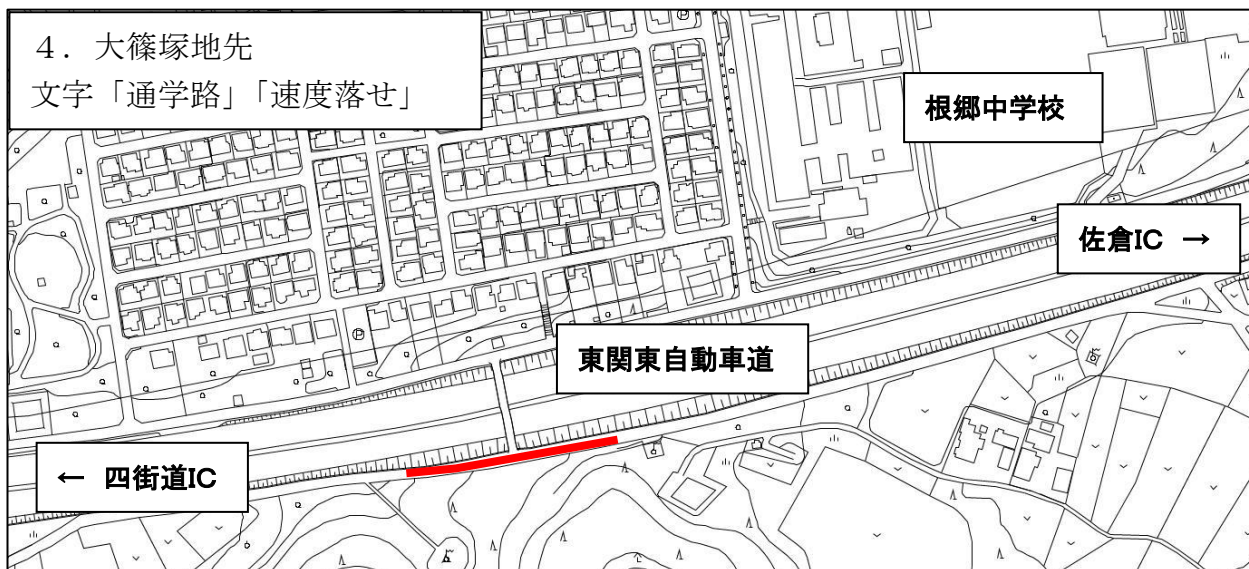 ４．大篠塚地先
文字「通学路」「速度落せ」
根郷中学校
佐倉IC →
東関東自動車道
← 四街道IC